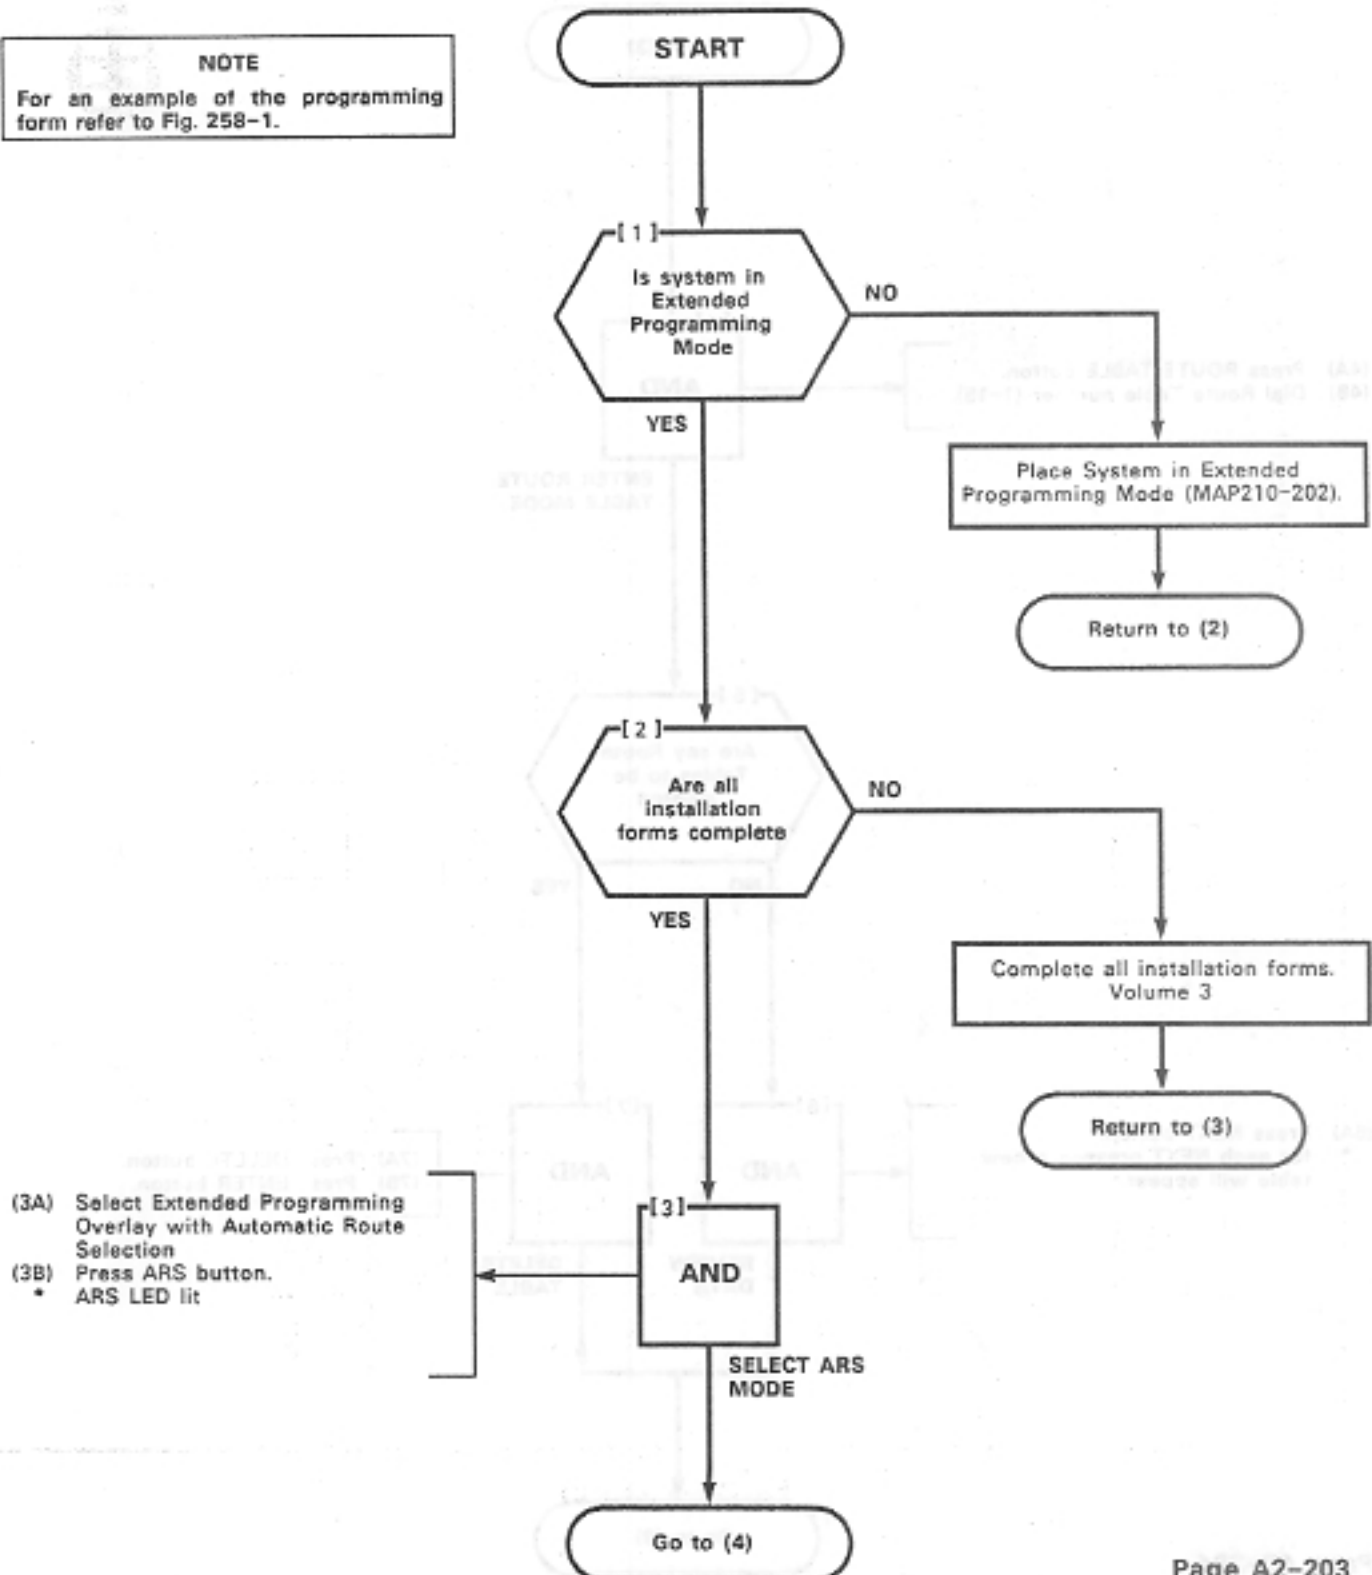 START
NOTE
For an example of the programming
form refer to Fig. 258-1.
[1]
Is system in
Extended
Programming
Mode
NO
YES
Place System in Extended
Programming Mode (MAP210-202).
Return to (2)
[2]
Are all
installation
forms complete
NO
YES
Complete all installation forms.
Volume 3
Return to (3)
[3]
AND
(3A) Select Extended Programming
Overlay with Automatic Route
Selection
(3B) Press ARS button.
* ARS LED lit
SELECT ARS
MODE
Go to (4)
Page A2-203